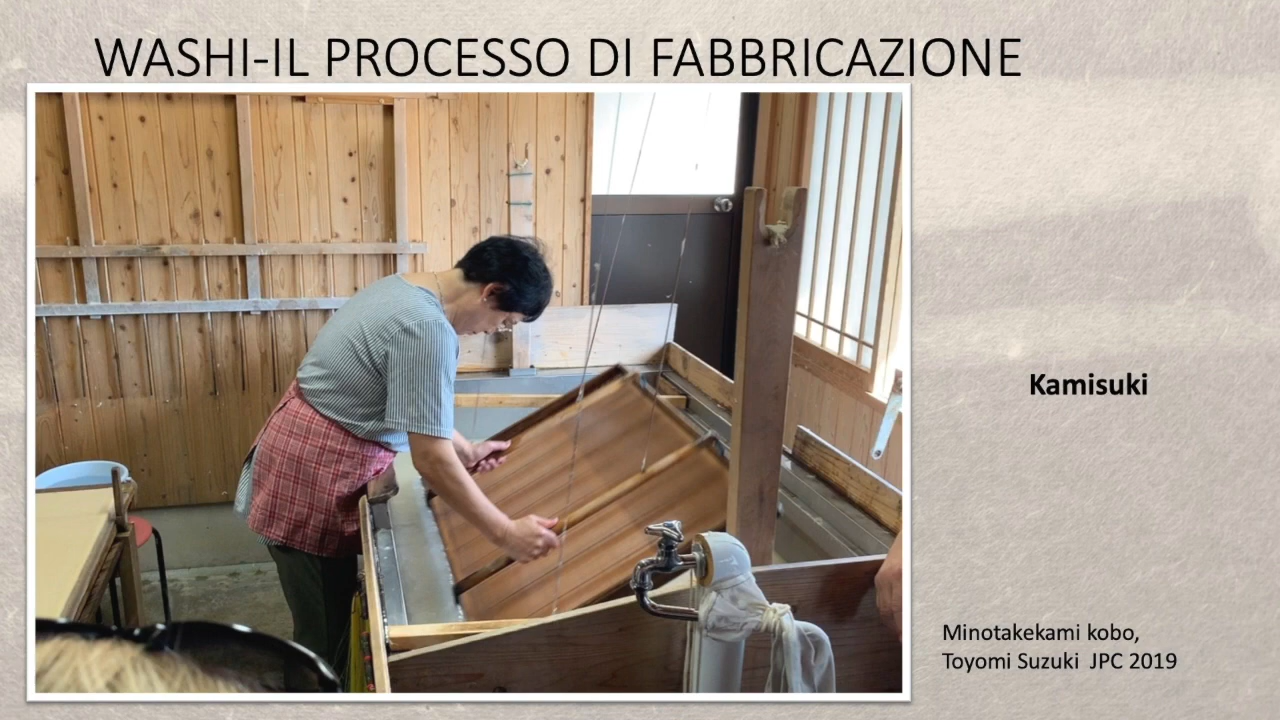 WASHI-IL PROCESSO DI FABBRICAZIONE
Kamisuki
Minotakekami kobo,
Toyomi Suzuki JPC 2019